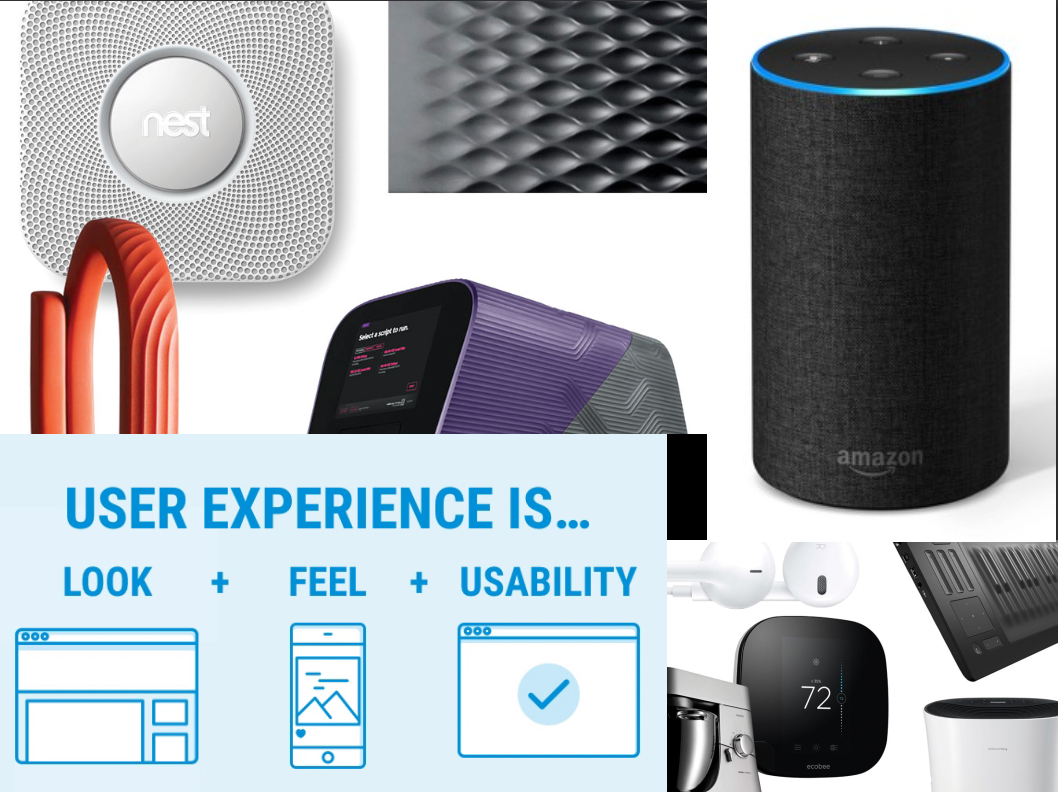 nest
Select a script to run.
amazon
USER EXPERIENCE IS...
LOOK + FEEL + USABILITY
72
ecobee